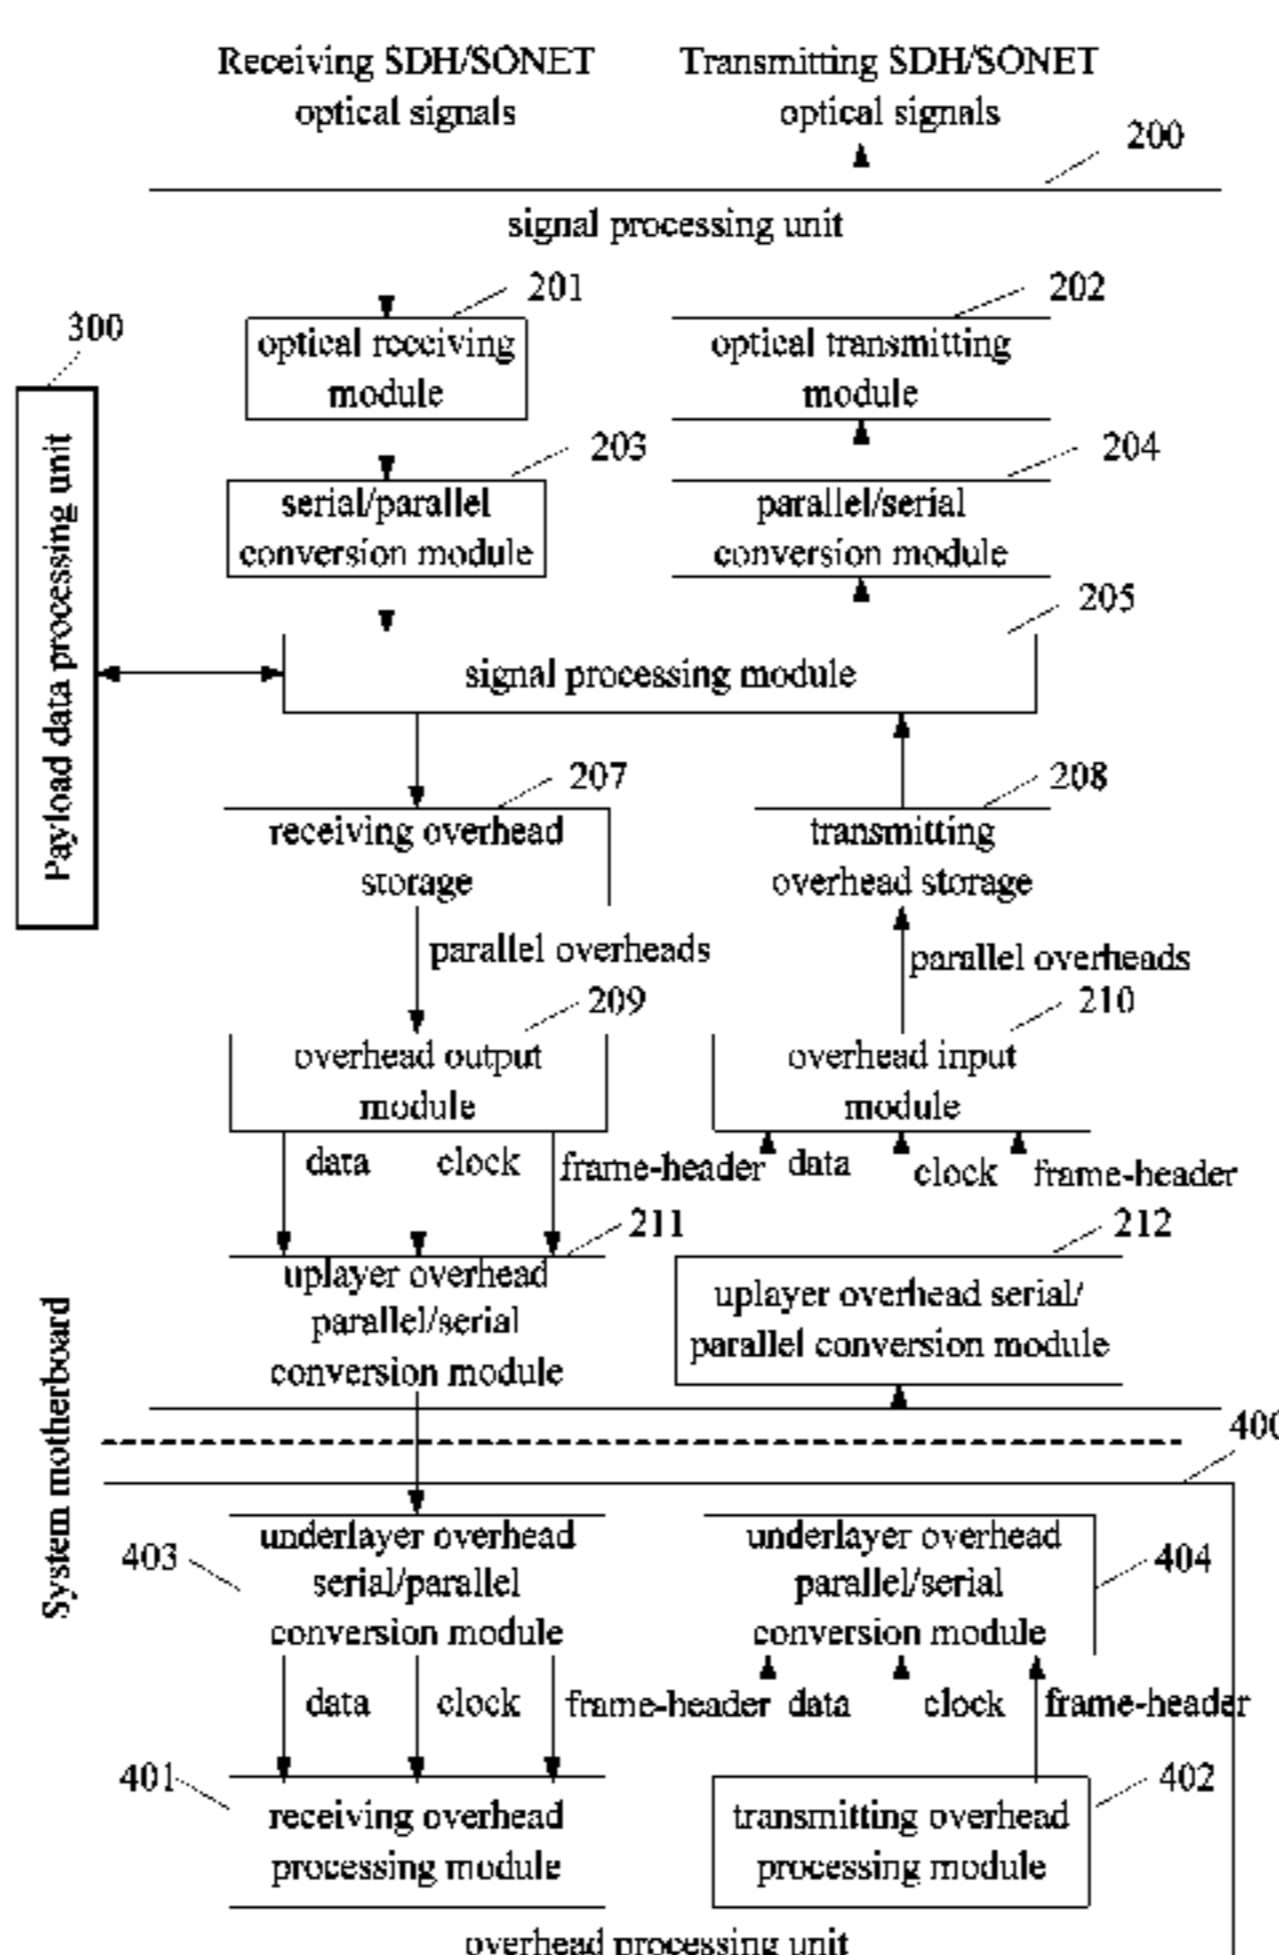 Receiving SDH/SONET
optical signals
Transmitting SDH/SONET
optical signals
200
signal processing unit
201
optical receiving
module
202
optical transmitting
module
300
Payload data processing unit
203
serial/parallel
conversion module
204
parallel/serial
conversion module
205
signal processing module
207
receiving overhead
storage
208
transmitting
overhead storage
parallel overheads
parallel overheads
209
overhead output
module
210
overhead input
module
data
clock
frame-header
data
clock
frame-header
211
uplayer overhead
parallel/serial
conversion module
212
uplayer overhead serial/
parallel conversion module
System motherboard
400
403
underlayer overhead
serial/parallel
conversion module
underlayer overhead
parallel/serial
conversion module
404
data
clock
frame-header
data
clock
frame-header
401
receiving overhead
processing module
402
transmitting overhead
processing module
overhead processing unit